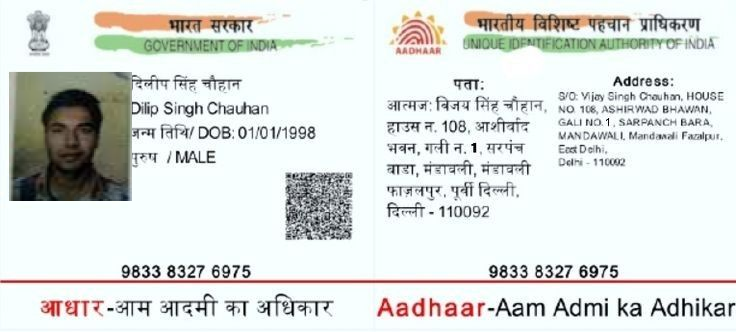 भारत सरकार
GOVERNMENT OF INDIA
दिलीप सिंह चौहान
Dilip Singh Chauhan
जन्म तिथि/ DOB: 01/01/1998
पुरुष / MALE
9833 8327 6975
आधार-आम आदमी का अधिकार
भारतीय विशिष्ट पहचान प्राधिकरण
UNIQUE IDENTIFICATION AUTHORITY OF INDIA
AADHAAR
पता:
आत्मज: विजय सिंह चौहान,
हाउस न. 108, आशीर्वाद
भवन, गली न. 1, सरपंच
वाडा, मंडावली, मंडावली
फाज़लपुर, पूर्वी दिल्ली,
दिल्ली - 110092
Address:
S/O: Vijay Singh Chauhan, HOUSE
NO. 108, ASHIRWAD BHAWAN,
GALI NO.1, SARPANCH BARA,
MANDAWALI, Mandawali Fazalpur,
East Delhi,
Delhi - 110092
9833 8327 6975
Aadhaar-Aam Admi ka Adhikar